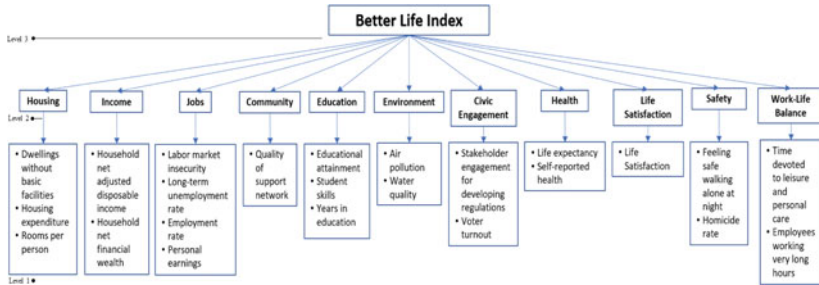 Better Life Index
Level 3
Housing
Income
Jobs
Community
Education
Environment
Civic
Engagement
Health
Life
Satisfaction
Safety
Work-Life
Balance
Level 2
• Dwellings
without
basic
facilities
• Housing
expenditure
• Rooms per
person
• Household
net
adjusted
disposable
income
• Household
net
financial
wealth
• Labor market
insecurity
• Long-term
unemployment
rate
• Employment
rate
• Personal
earnings
• Quality
of
support
network
• Educational
attainment
• Student
skills
• Years in
education
• Air
pollution
• Water
quality
• Stakeholder
engagement
for
developing
regulations
• Voter
turnout
• Life expectancy
• Self-reported
health
• Life
Satisfaction
• Feeling
safe
walking
alone at
night
• Homicide
rate
• Time
devoted
to leisure
and
personal
care
• Employees
working
very long
hours
Level 1